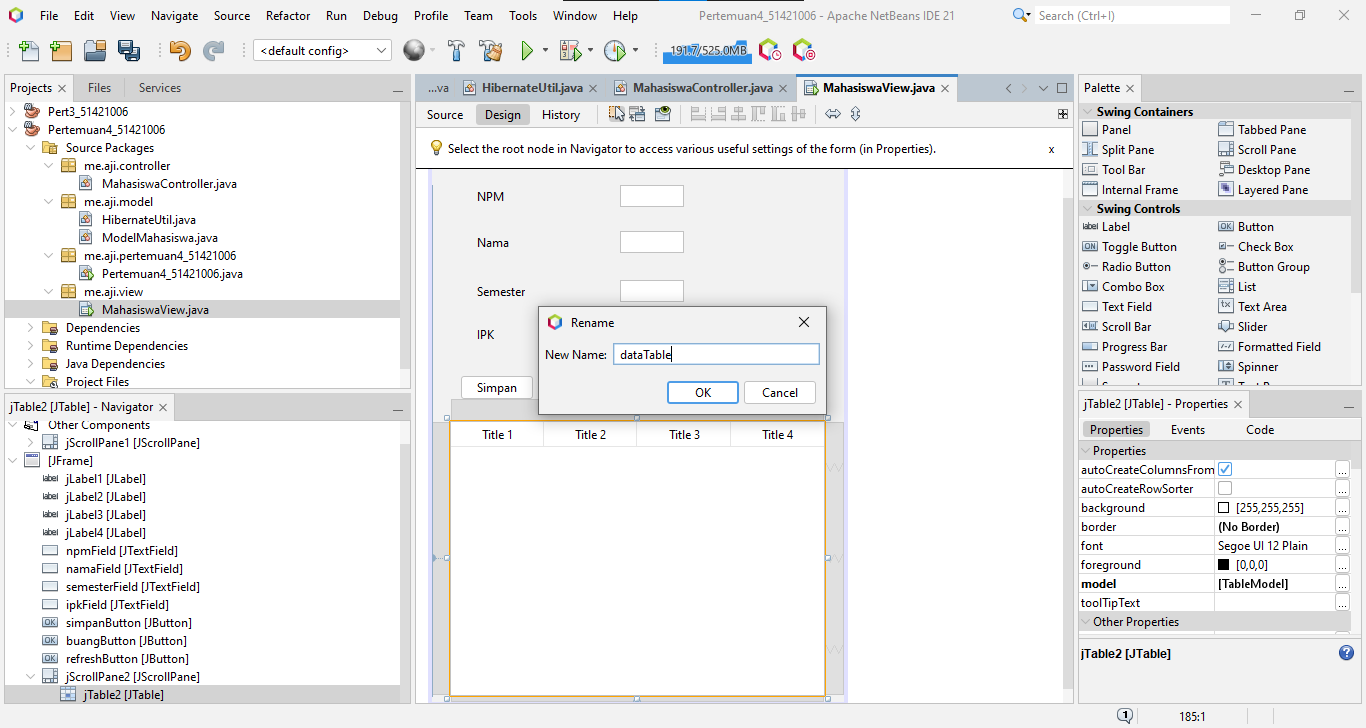 File Edit View Navigate Source Refactor Run Debug Profile Team Tools Window Help Pertemuan4_51421006 - Apache NetBeans IDE 21 Search (Ctrl+I)
<default config> 191.7/525.0MB
Projects Files Services
Pert3_51421006
Pertemuan4_51421006
Source Packages
me.aji.controller
MahasiswaController.java
me.aji.model
HibernateUtil.java
ModelMahasiswa.java
me.aji.pertemuan4_51421006
Pertemuan4_51421006.java
me.aji.view
MahasiswaView.java
Dependencies
Runtime Dependencies
Java Dependencies
Project Files
jTable2 [JTable] - Navigator
Other Components
jScrollPane1 [JScrollPane]
[JFrame]
jLabel1 [JLabel]
jLabel2 [JLabel]
jLabel3 [JLabel]
jLabel4 [JLabel]
npmField [JTextField]
namaField [JTextField]
semesterField [JTextField]
ipkField [JTextField]
simpanButton [JButton]
buangButton [JButton]
refreshButton [JButton]
jScrollPane2 [JScrollPane]
jTable2 [JTable]
...va HibernateUtil.java MahasiswaController.java MahasiswaView.java
Source Design History
Select the root node in Navigator to access various useful settings of the form (in Properties). x
NPM
Nama
Semester
IPK
Simpan
Rename
New Name: dataTable
OK Cancel
Title 1 Title 2 Title 3 Title 4
Palette
Swing Containers
Panel Tabbed Pane
Split Pane Scroll Pane
Tool Bar Desktop Pane
Internal Frame Layered Pane
Swing Controls
label Label OK Button
ON Toggle Button Check Box
Radio Button Button Group
Combo Box List
Text Field Text Area
Scroll Bar Slider
Progress Bar Formatted Field
Password Field Spinner
jTable2 [JTable] - Properties
Properties Events Code
Properties
autoCreateColumnsFrom ...
autoCreateRowSorter ...
background [255,255,255] ...
border (No Border) ...
font Segoe UI 12 Plain ...
foreground [0,0,0] ...
model [TableModel] ...
toolTipText ...
Other Properties
jTable2 [JTable]
1 185:1